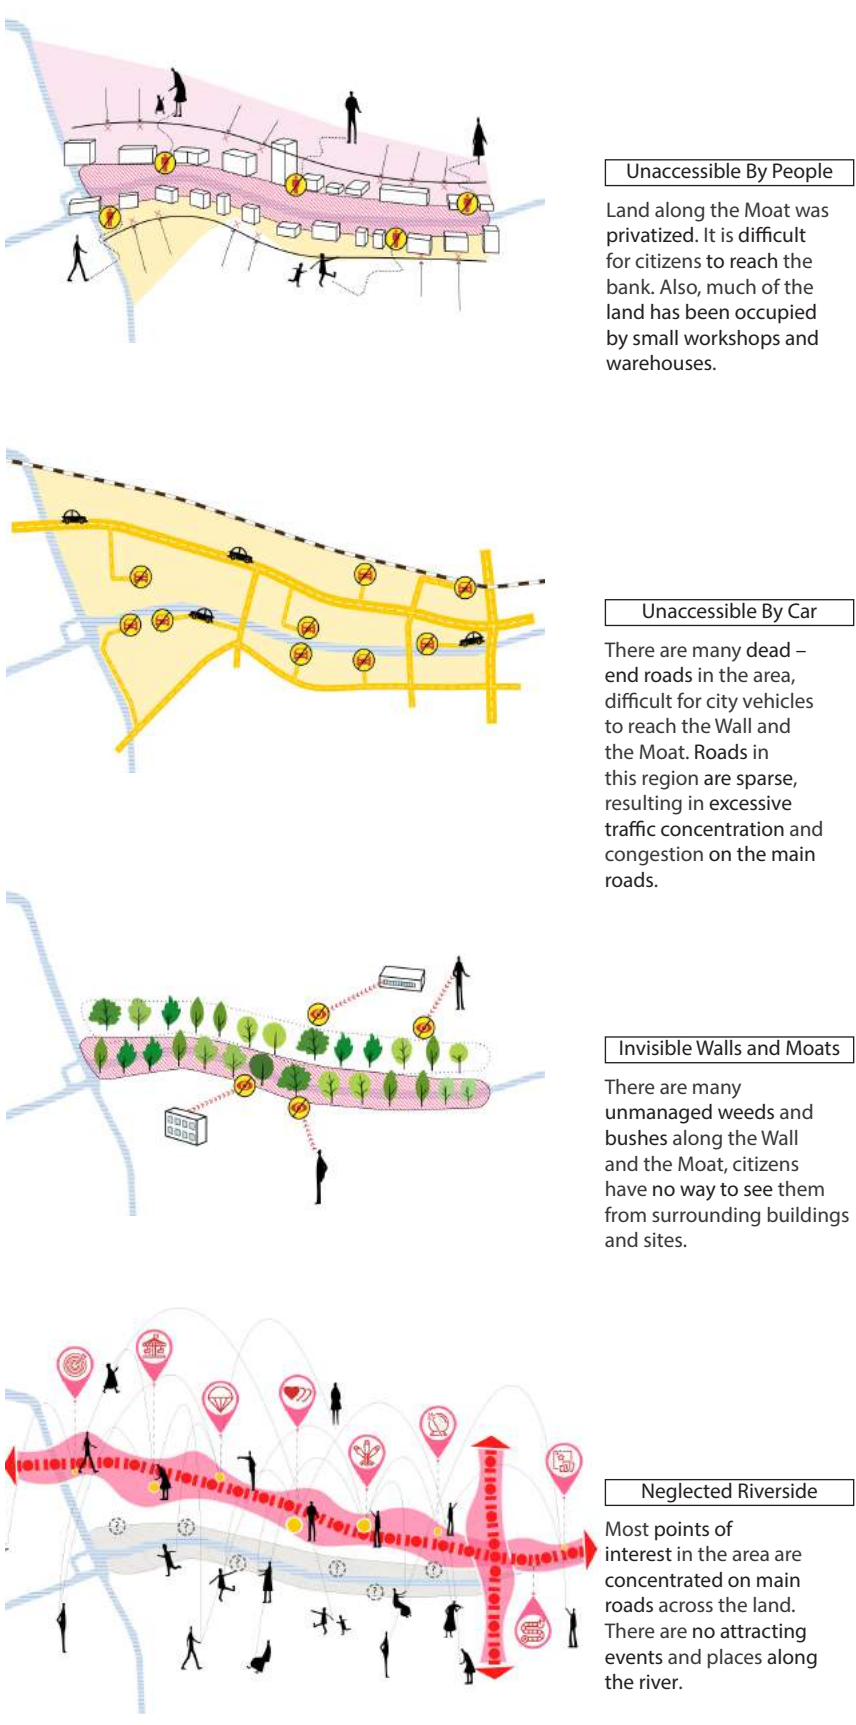 Unaccessible By People
Land along the Moat was
privatized. It is difficult
for citizens to reach the
bank. Also, much of the
land has been occupied
by small workshops and
warehouses.
Unaccessible By Car
There are many dead –
end roads in the area,
difficult for city vehicles
to reach the Wall and
the Moat. Roads in
this region are sparse,
resulting in excessive
traffic concentration and
congestion on the main
roads.
Invisible Walls and Moats
There are many
unmanaged weeds and
bushes along the Wall
and the Moat, citizens
have no way to see them
from surrounding buildings
and sites.
? ? ? ? ? ?
Neglected Riverside
Most points of
interest in the area are
concentrated on main
roads across the land.
There are no attracting
events and places along
the river.